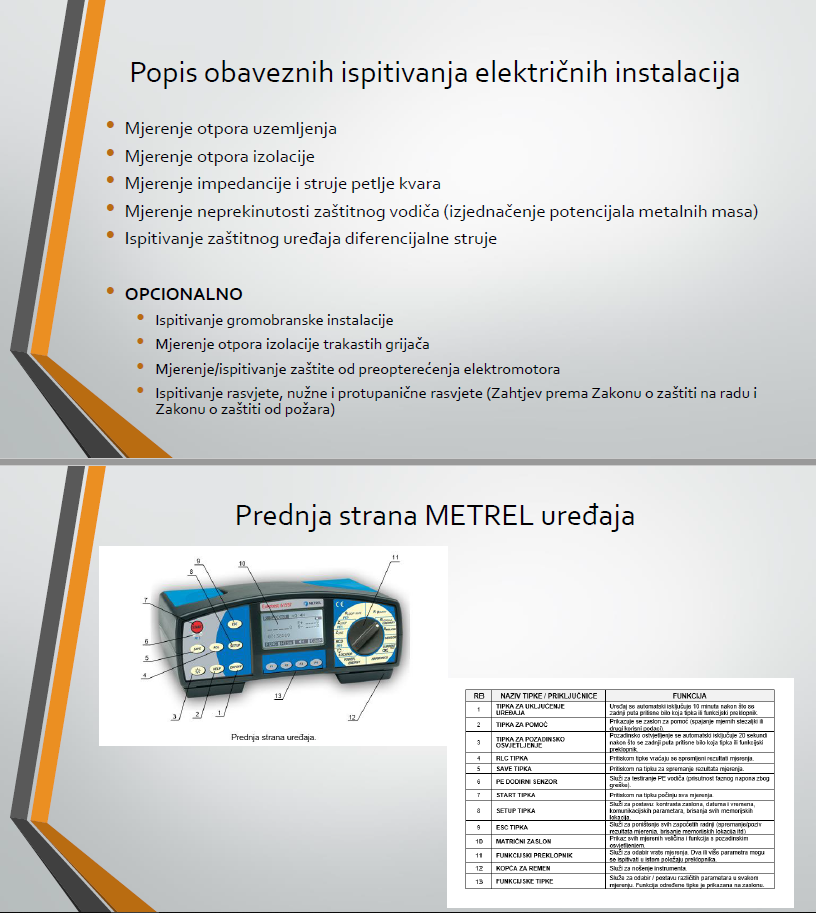 Popis obaveznih ispitivanja električnih instalacija
Mjerenje otpora uzemljenja
Mjerenje otpora izolacije
Mjerenje impedancije i struje petlje kvara
Mjerenje neprekinutosti zaštitnog vodiča (izjednačenje potencijala metalnih masa)
Ispitivanje zaštitnog uređaja diferencijalne struje
OPCIONALNO
Ispitivanje gromobranske instalacije
Mjerenje otpora izolacije trakastih grijača
Mjerenje/ispitivanje zaštite od preopterećenja elektromotora
Ispitivanje rasvjete, nužne i protupanične rasvjete (Zahtjev prema Zakonu o zaštiti na radu i
Zakonu o zaštiti od požara)
Prednja strana METREL uređaja
9
10
11
8
7
6
5
4
3
2
1
13
12
METREL
ESC
SAVE
RCL
SETUP
HELP
Prednja strana uređaja.
RB NAZIV TIPKE / PRIKLJUČNICE FUNKCIJA
1 TIPKA ZA UKLJUČENJE
UREĐAJA
Uređaj se automatski isključuje 10 minuta nakon što se
zadnji puta pritisne bilo koja tipka ili funkcijski preklopnik.
2 TIPKA ZA POMOĆ
Prikazuje se zaslon za pomoć (spajanje mjernih stezaljki ili
drugi korisni podaci).
3 TIPKA ZA POZADINSKO
OSVJETLJENJE
Pozadinsko osvjetljenje se automatski isključuje 20 sekundi
nakon što se zadnji puta pritisne bilo koja tipka ili funkcijski
preklopnik.
4 RLC TIPKA Pritiskom tipke vraćaju se spremljeni rezultati mjerenja.
5 SAVE TIPKA Pritiskom na tipku za spremanje rezultata mjerenja.
6 PE DODIRNI SENZOR
Služi za testiranje PE vodiča (prisutnost faznog napona zbog
greške).
7 START TIPKA Pritiskom na tipku počinju sva mjerenja.
8 SETUP TIPKA
Služi za postavu: kontrasta zaslona, datuma i vremena,
komunikacijskih parametara, brisanja svih memorijskih
lokacija.
9 ESC TIPKA
Služi za poništenje svih započetih radnji (spremanje/poziv
rezultata mjerenja, brisanje memorijskih lokacija itd)
10 MATRIČNI ZASLON
Prikaz svih mjerenih veličina i funkcija s pozadinskim
osvjetljenjem.
11 FUNKCIJSKI PREKLOPNIK
Služi za odabir vrste mjerenja. Dva ili više parametra mogu
se ispitivati u istom položaju preklopnika.
12 KOPČA ZA REMEN Služi za nošenje instrumenta.
13 FUNKCIJSKE TIPKE
Služe za odabir / postavu različitih parametara u svakom
mjerenju. Funkcija određene tipke je prikazana na zaslonu.